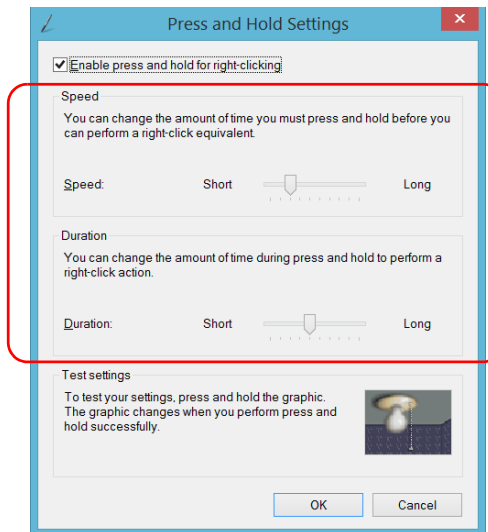 Press and Hold Settings
Enable press and hold for right-clicking
Speed
You can change the amount of time you must press and hold before you
can perform a right-click equivalent.
Speed: Short Long
Duration
You can change the amount of time during press and hold to perform a
right-click action.
Duration: Short Long
Test settings
To test your settings, press and hold the graphic.
The graphic changes when you perform press and
hold successfully.
OK Cancel